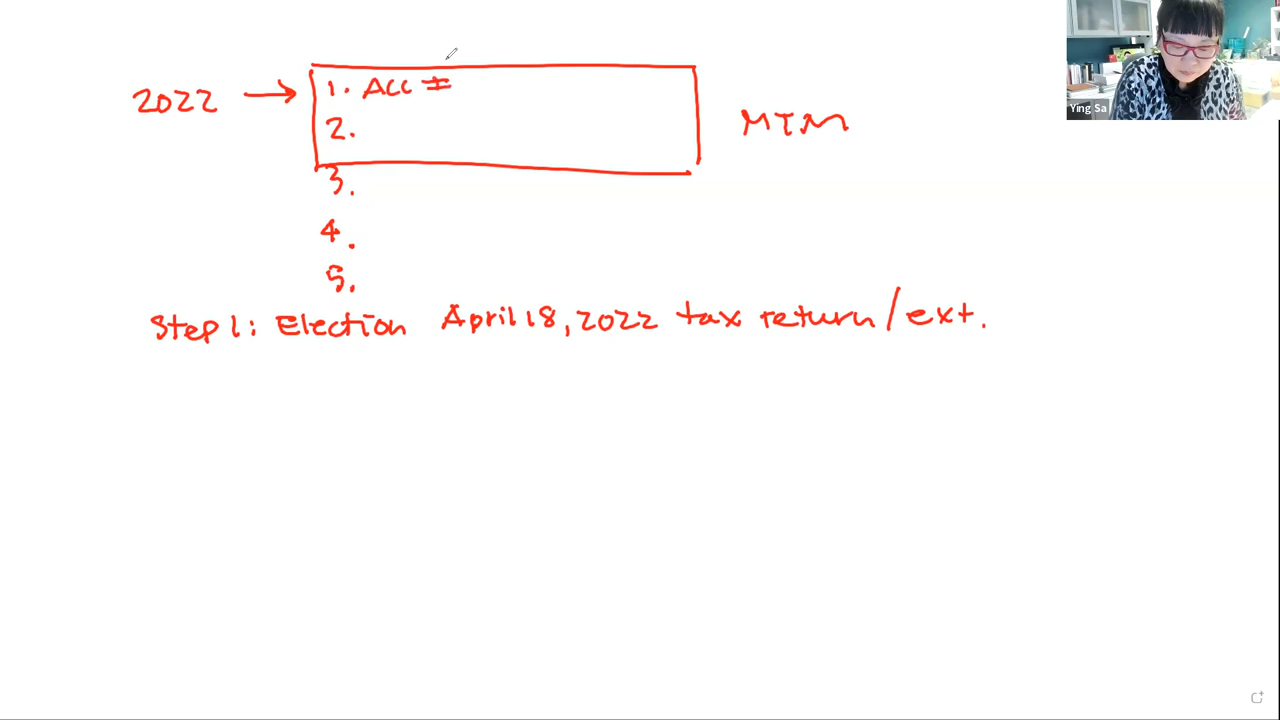 2022 → 1. Acc #
2.
MTM
3.
4.
5.
Step 1: Election April 18, 2022 tax return/ext.
Ying Sa